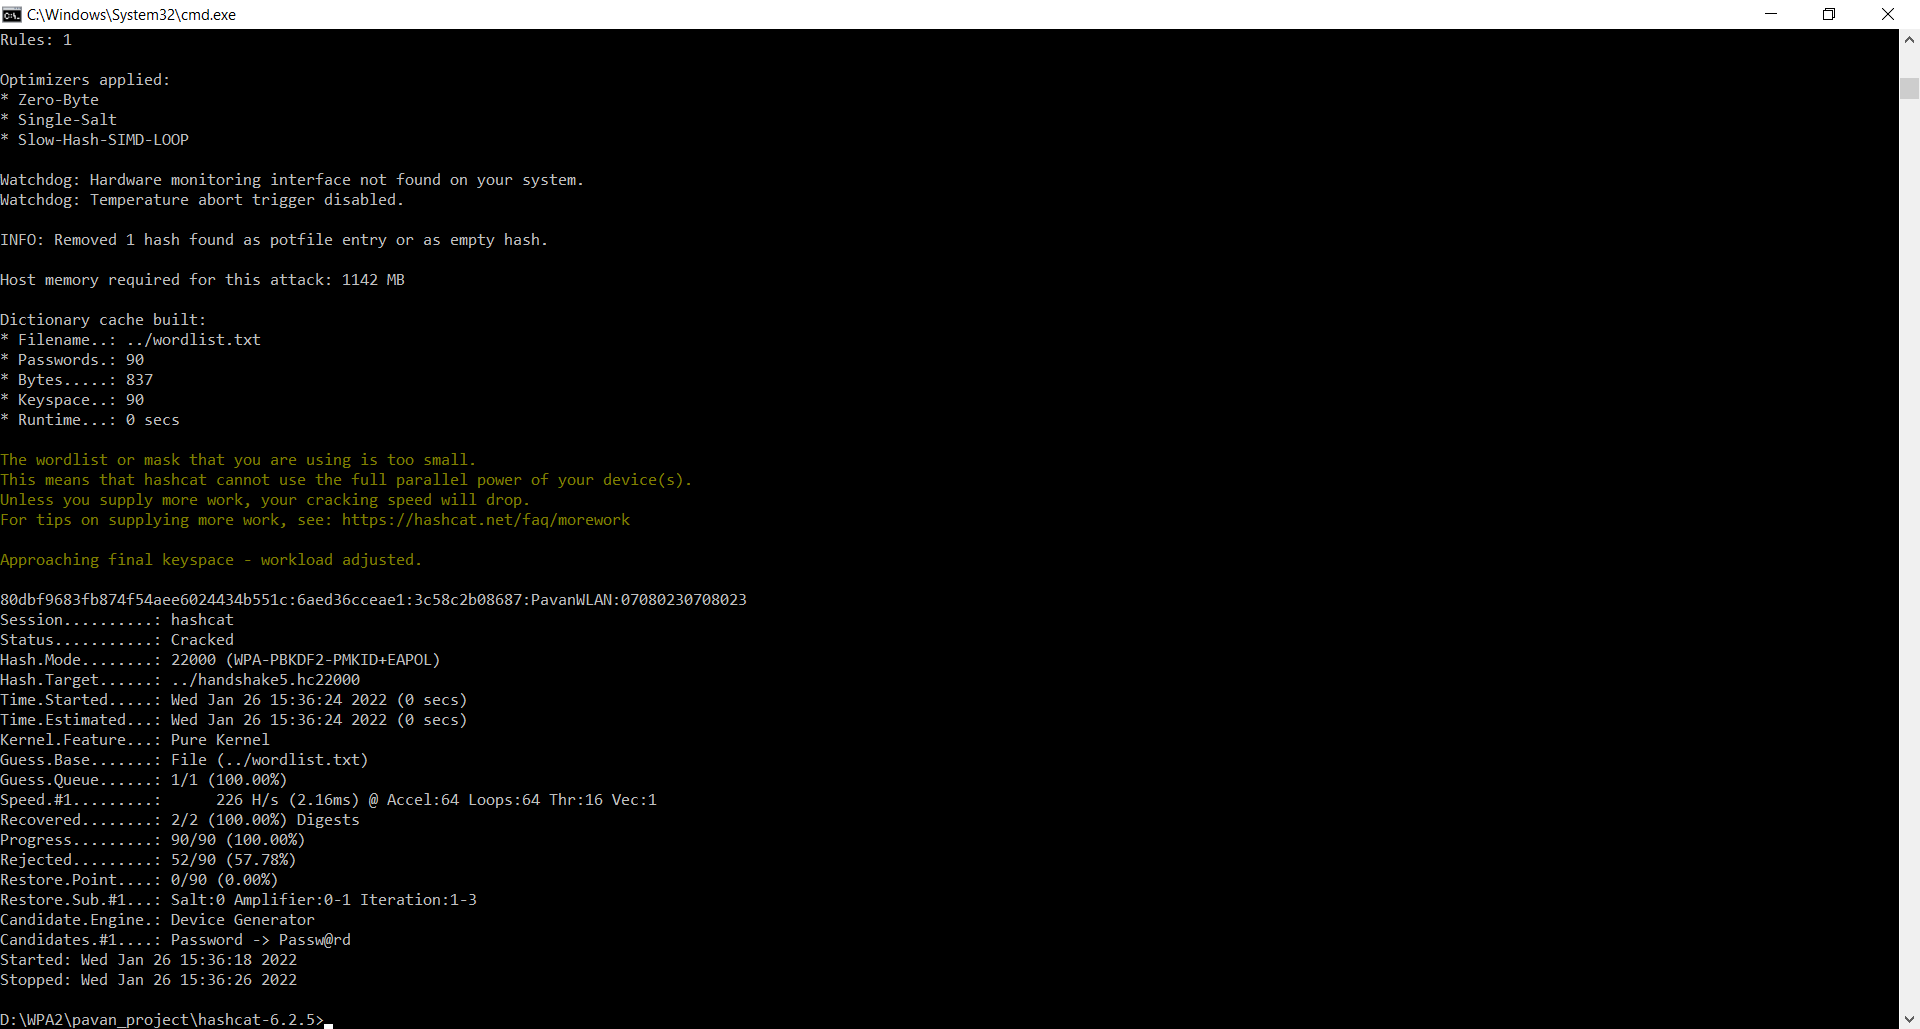 C:\Windows\System32\cmd.exe
Rules: 1
Optimizers applied:
* Zero-Byte
* Single-Salt
* Slow-Hash-SIMD-LOOP
Watchdog: Hardware monitoring interface not found on your system.
Watchdog: Temperature abort trigger disabled.
INFO: Removed 1 hash found as potfile entry or as empty hash.
Host memory required for this attack: 1142 MB
Dictionary cache built:
* Filename..: ../wordlist.txt
* Passwords.: 90
* Bytes.....: 837
* Keyspace..: 90
* Runtime...: 0 secs
The wordlist or mask that you are using is too small.
This means that hashcat cannot use the full parallel power of your device(s).
Unless you supply more work, your cracking speed will drop.
For tips on supplying more work, see: https://hashcat.net/faq/morework
Approaching final keyspace - workload adjusted.
80dbf9683fb874f54aee6024434b551c:6aed36cceae1:3c58c2b08687:PavanWLAN:07080230708023
Session..........: hashcat
Status...........: Cracked
Hash.Mode........: 22000 (WPA-PBKDF2-PMKID+EAPOL)
Hash.Target......: ../handshake5.hc22000
Time.Started.....: Wed Jan 26 15:36:24 2022 (0 secs)
Time.Estimated...: Wed Jan 26 15:36:24 2022 (0 secs)
Kernel.Feature...: Pure Kernel
Guess.Base.......: File (../wordlist.txt)
Guess.Queue......: 1/1 (100.00%)
Speed.#1.........:      226 H/s (2.16ms) @ Accel:64 Loops:64 Thr:16 Vec:1
Recovered........: 2/2 (100.00%) Digests
Progress.........: 90/90 (100.00%)
Rejected.........: 52/90 (57.78%)
Restore.Point....: 0/90 (0.00%)
Restore.Sub.#1...: Salt:0 Amplifier:0-1 Iteration:1-3
Candidate.Engine.: Device Generator
Candidates.#1....: Password -> Passw@rd
Started: Wed Jan 26 15:36:18 2022
Stopped: Wed Jan 26 15:36:26 2022
D:\WPA2\pavan_project\hashcat-6.2.5>